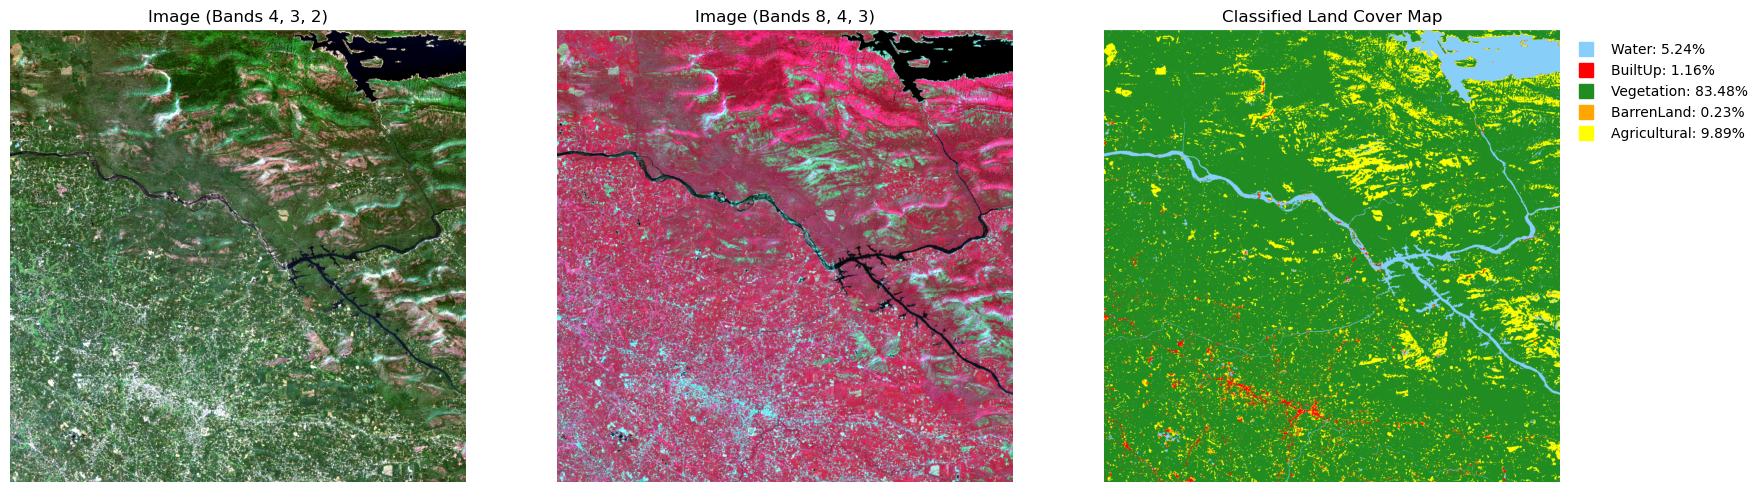 Image (Bands 4, 3, 2)
Image (Bands 8, 4, 3)
Classified Land Cover Map
Water: 5.24%
BuiltUp: 1.16%
Vegetation: 83.48%
BarrenLand: 0.23%
Agricultural: 9.89%